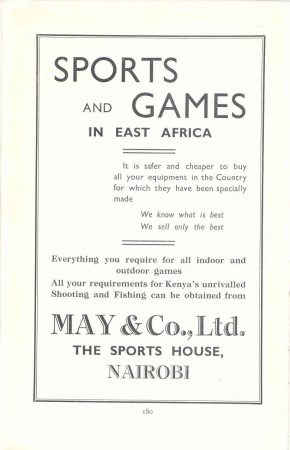 SPORTS
AND GAMES
IN EAST AFRICA
It is safer and cheaper to buy
all your equipment in the Country
for which they have been specially
made
We know what is best
We sell only the best
Everything you require for all indoor and
outdoor games
All your requirements for Kenya's unrivalled
Shooting and Fishing can be obtained from
MAY & Co., Ltd.
THE SPORTS HOUSE,
NAIROBI
180